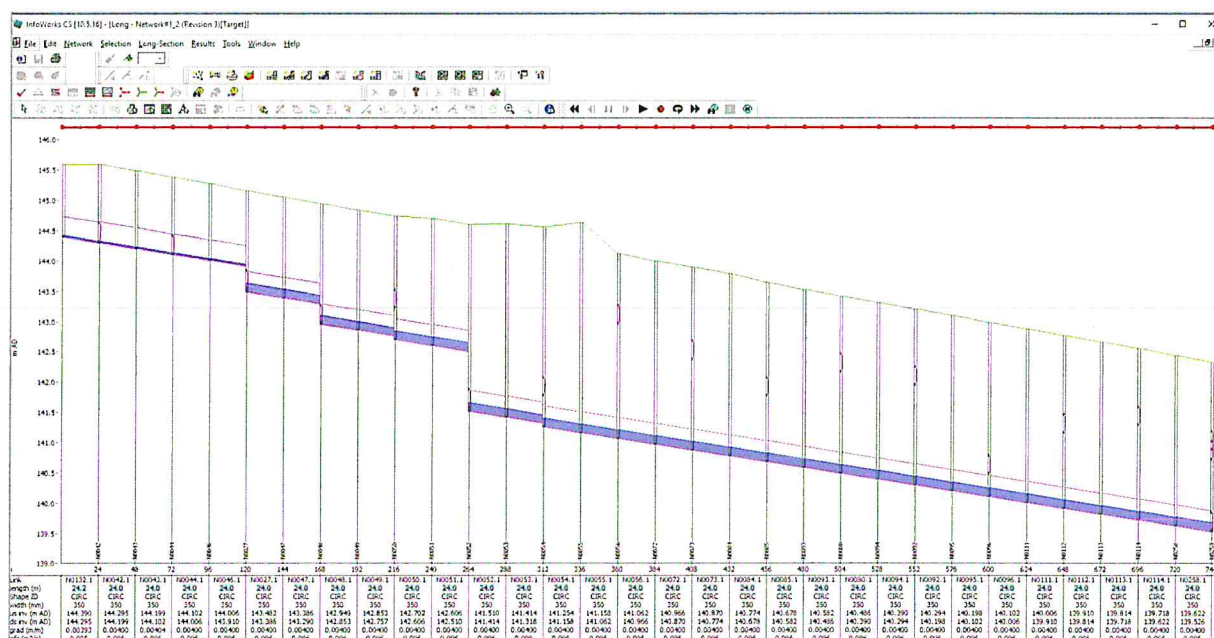 InfoWorks CS [10.5.16] - [Long - Network#1_2 (Revision 3)[Target]]
File Edit Network Selection Long-Section Results Tools Window Help
146.0
145.5
145.0
144.5
144.0
143.5
143.0
142.5
142.0
141.5
141.0
140.5
140.0
139.5
139.0
m AD
24 48 72 96 120 144 168 192 216 240 264 288 312 336 360 384 408 432 456 480 504 528 552 576 600 624 648 672 696 720
Link N0132.1 N0042.1 N0043.1 N0044.1 N0046.1 N0027.1 N0047.1 N0048.1 N0049.1 N0050.1 N0051.1 N0052.1 N0053.1 N0054.1 N0055.1 N0056.1 N0072.1 N0073.1 N0084.1 N0085.1 N0093.1 N0080.1 N0094.1 N0092.1 N0095.1 N0096.1 N0111.1 N0112.1 N0113.1 N0114.1 N0258.1
length (m) 24.2 24.0 24.0 24.0 24.0 24.0 24.0 24.0 24.0 24.0 24.0 24.0 24.0 24.0 24.0 24.0 24.0 24.0 24.0 24.0 24.0 24.0 24.0 24.0 24.0 24.0 24.0 24.0 24.0 24.0 24.0
Shape ID CIRC CIRC CIRC CIRC CIRC CIRC CIRC CIRC CIRC CIRC CIRC CIRC CIRC CIRC CIRC CIRC CIRC CIRC CIRC CIRC CIRC CIRC CIRC CIRC CIRC CIRC CIRC CIRC CIRC CIRC CIRC
width (mm) 350 350 350 350 350 350 350 350 350 350 350 350 350 350 350 350 350 350 350 350 350 350 350 350 350 350 350 350 350 350 350
us inv (m AD) 144.390 144.295 144.199 144.102 144.006 143.482 143.386 142.949 142.853 142.702 142.606 141.510 141.414 141.254 141.158 141.062 140.966 140.870 140.774 140.678 140.582 140.486 140.390 140.294 140.198 140.102 140.006 139.910 139.814 139.718 139.622
ds inv (m AD) 144.295 144.199 144.102 144.006 143.910 143.386 143.290 142.853 142.757 142.606 142.510 141.414 141.318 141.158 141.062 140.966 140.870 140.774 140.678 140.582 140.486 140.390 140.294 140.198 140.102 140.006 139.910 139.814 139.718 139.622 139.526
grad (m/m) 0.00393 0.00400 0.00404 0.00400 0.00400 0.00400 0.00400 0.00400 0.00400 0.00400 0.00400 0.00400 0.00400 0.00400 0.00400 0.00400 0.00400 0.00400 0.00400 0.00400 0.00400 0.00400 0.00400 0.00400 0.00400 0.00400 0.00400 0.00400 0.00400 0.00400 0.00400